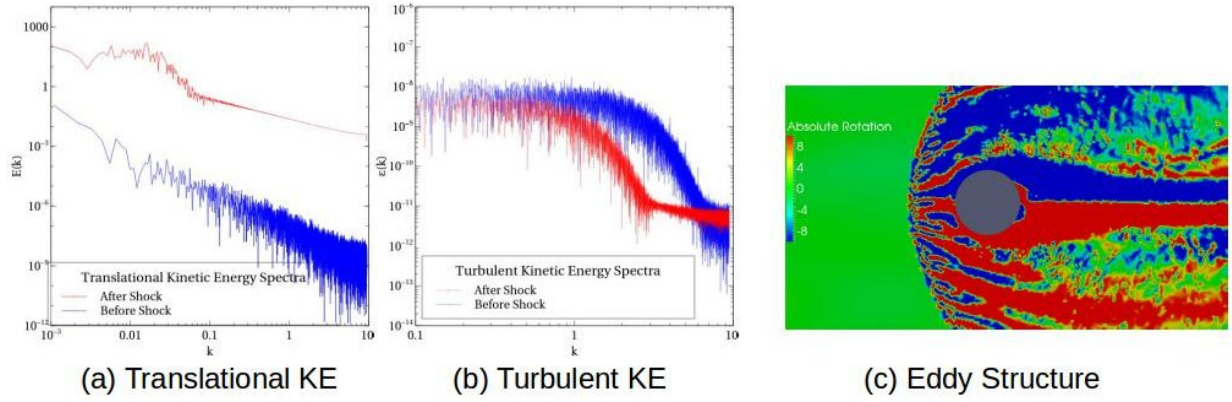 1000
1
10⁻³
10⁻⁶
10⁻⁹
10⁻¹²
E(k)
Translational Kinetic Energy Spectra
After Shock
Before Shock
10⁻³
0.01
0.1
1
10
k
(a) Translational KE
10⁻⁶
10⁻⁷
10⁻⁸
10⁻⁹
10⁻¹⁰
10⁻¹¹
10⁻¹²
10⁻¹³
10⁻¹⁴
ε(k)
Turbulent Kinetic Energy Spectra
After Shock
Before Shock
0.1
1
10
k
(b) Turbulent KE
Absolute Rotation
8
4
0
-4
-8
(c) Eddy Structure